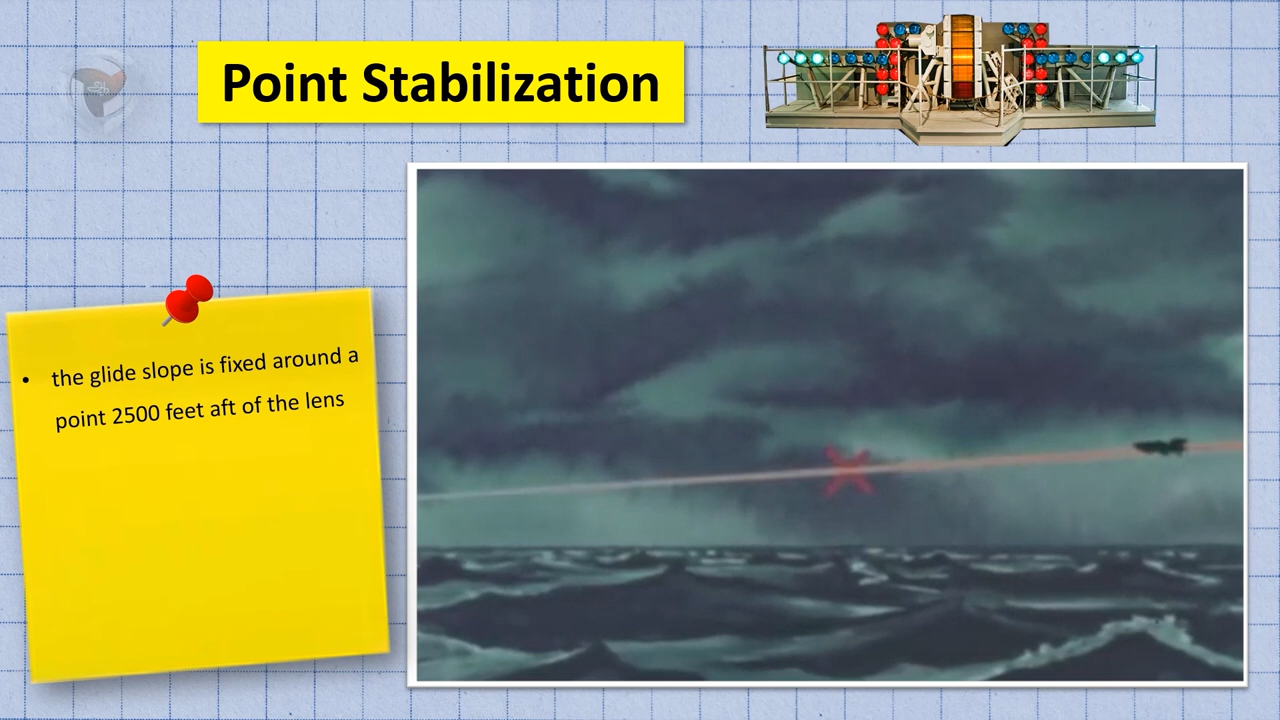 Point Stabilization
• the glide slope is fixed around a
point 2500 feet aft of the lens